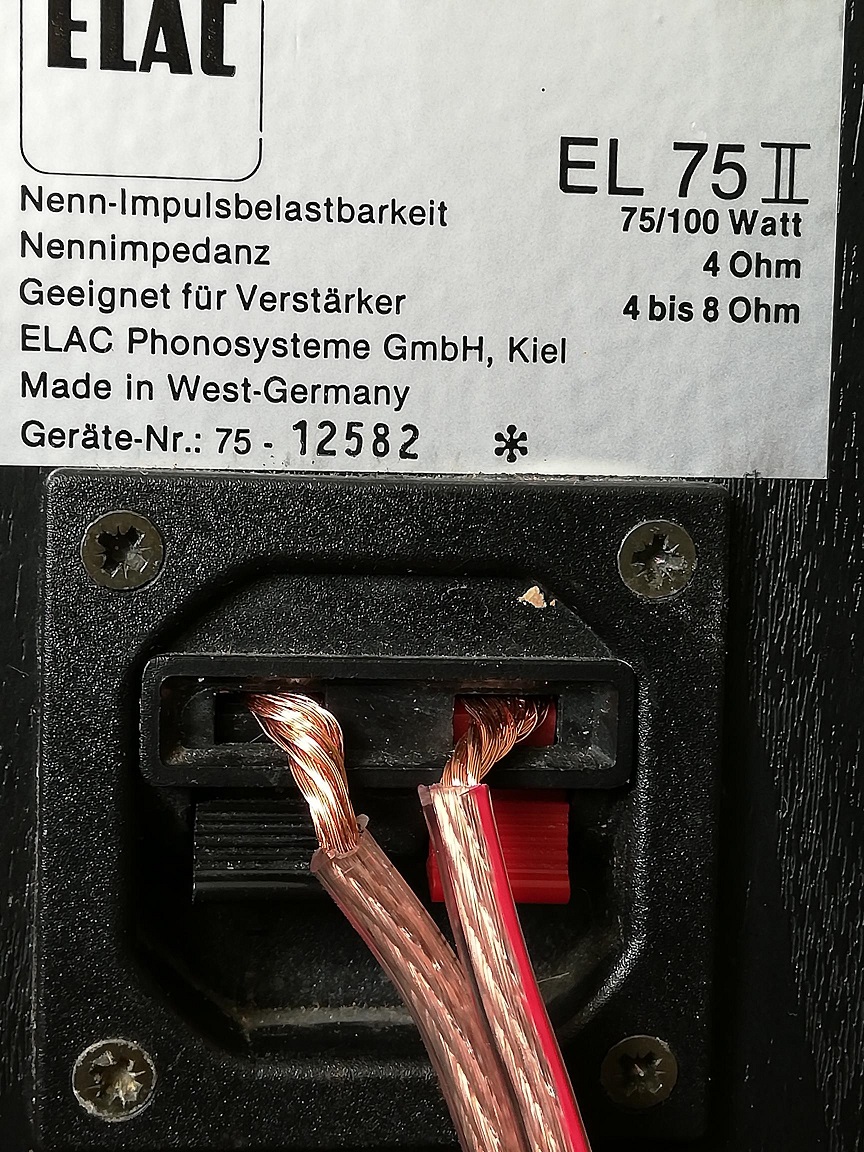 ELAC
EL 75 II
Nenn-Impulsbelastbarkeit 75/100 Watt
Nennimpedanz 4 Ohm
Geeignet für Verstärker 4 bis 8 Ohm
ELAC Phonosysteme GmbH, Kiel
Made in West-Germany
Geräte-Nr.: 75 - 12582 *